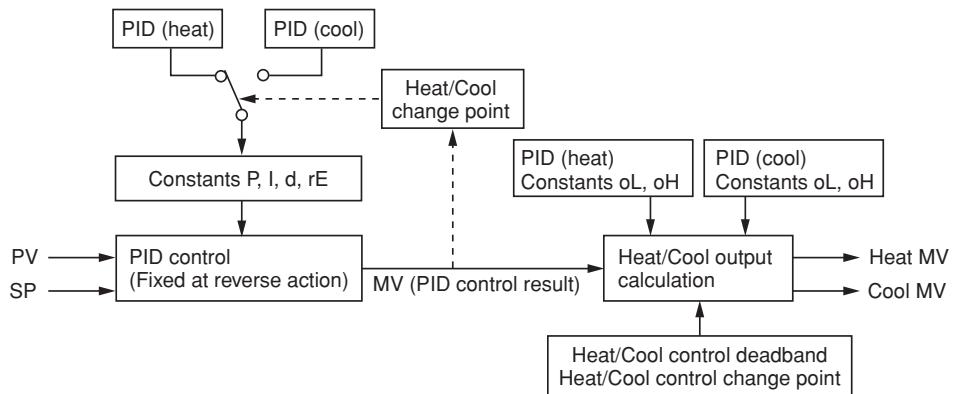 PID (heat)
PID (cool)
Heat/Cool
change point
PID (heat)
Constants oL, oH
PID (cool)
Constants oL, oH
Constants P, I, d, rE
PV
SP
PID control
(Fixed at reverse action)
MV (PID control result)
Heat/Cool output
calculation
Heat MV
Cool MV
Heat/Cool control deadband
Heat/Cool control change point